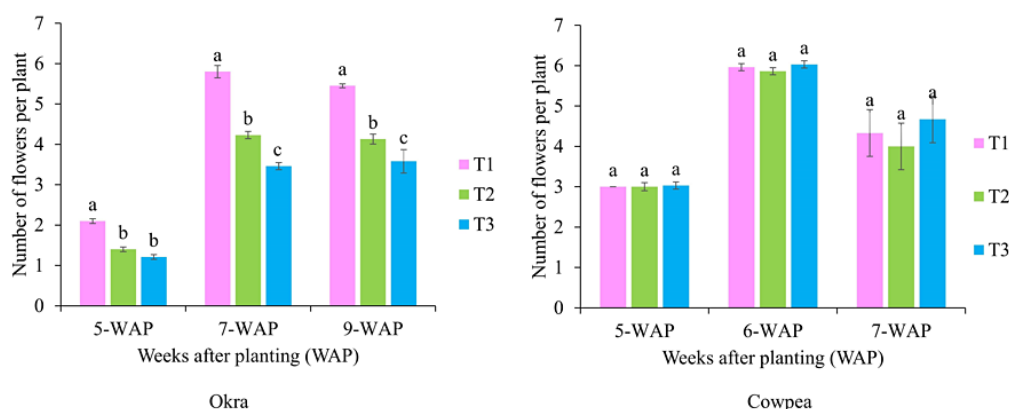 Number of flowers per plant
7
6
5
4
3
2
1
0
a
b
b
a
b
c
a
b
c
5-WAP 7-WAP 9-WAP
Weeks after planting (WAP)
T1
T2
T3
Okra
Number of flowers per plant
7
6
5
4
3
2
1
0
a a a
a a a
a a a
5-WAP 6-WAP 7-WAP
Weeks after planting (WAP)
T1
T2
T3
Cowpea